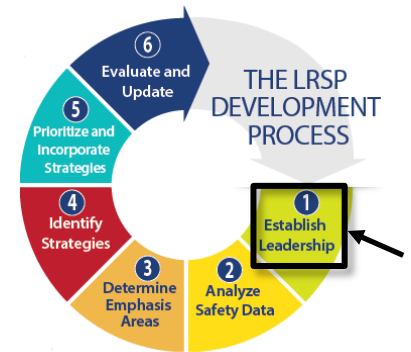 THE LRSP
DEVELOPMENT
PROCESS
1
Establish
Leadership
2
Analyze
Safety Data
3
Determine
Emphasis
Areas
4
Identify
Strategies
5
Prioritize and
Incorporate
Strategies
6
Evaluate and
Update